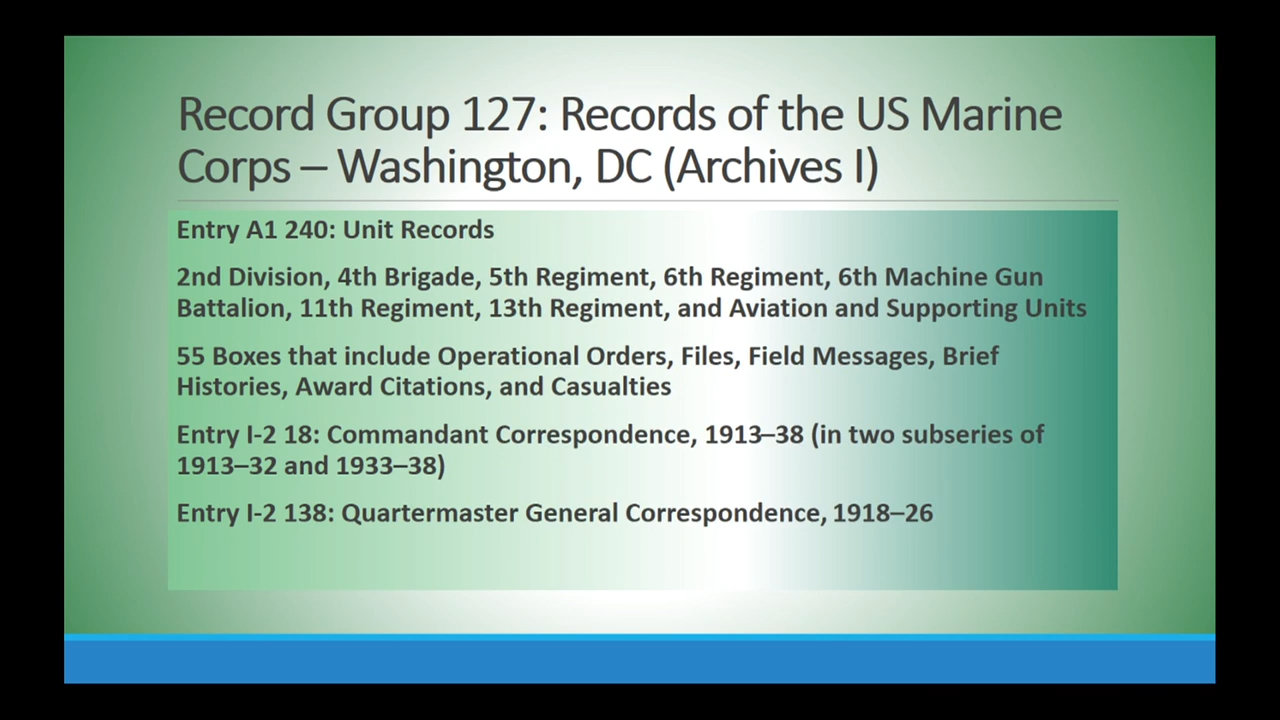 Record Group 127: Records of the US Marine
Corps – Washington, DC (Archives I)
Entry A1 240: Unit Records
2nd Division, 4th Brigade, 5th Regiment, 6th Regiment, 6th Machine Gun
Battalion, 11th Regiment, 13th Regiment, and Aviation and Supporting Units
55 Boxes that include Operational Orders, Files, Field Messages, Brief
Histories, Award Citations, and Casualties
Entry I-2 18: Commandant Correspondence, 1913–38 (in two subseries of
1913–32 and 1933–38)
Entry I-2 138: Quartermaster General Correspondence, 1918–26